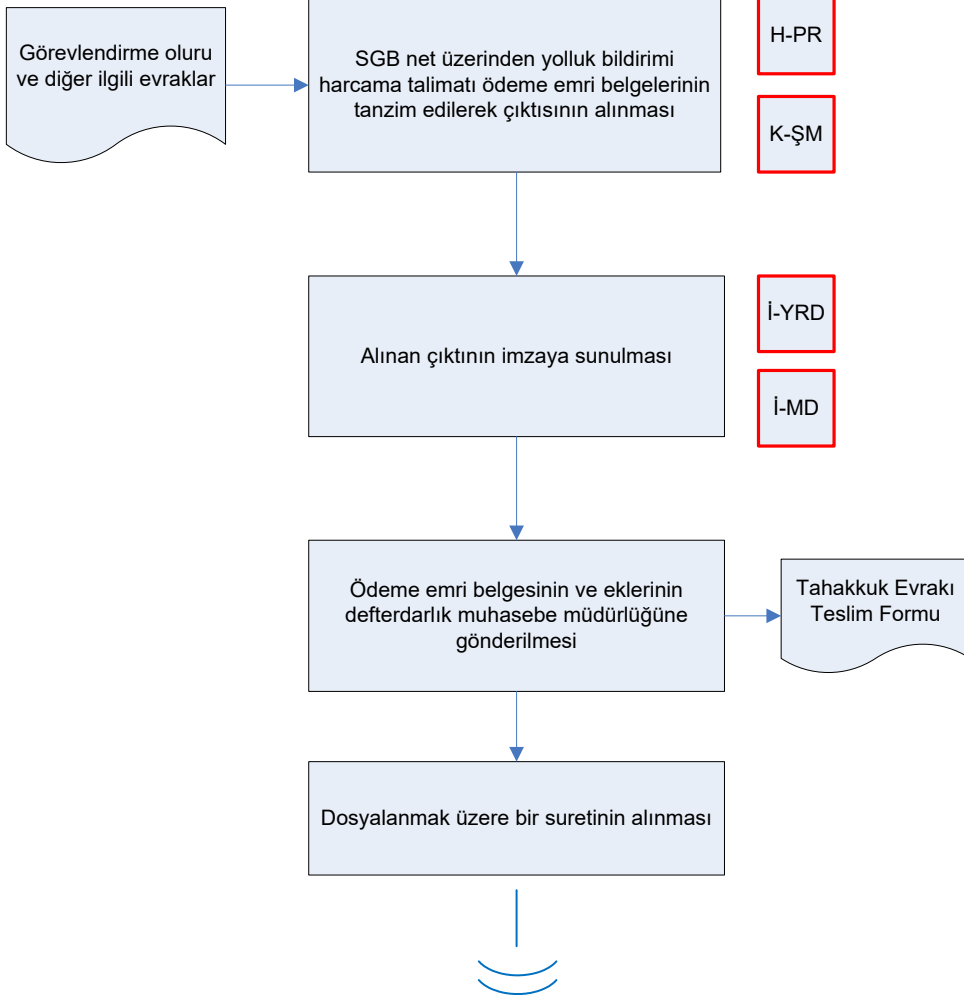 Görevlendirme oluru
ve diğer ilgili evraklar
SGB net üzerinden yolluk bildirimi
harcama talimatı ödeme emri belgelerinin
tanzim edilerek çıktısının alınması
H-PR
K-ŞM
Alınan çıktının imzaya sunulması
İ-YRD
İ-MD
Ödeme emri belgesinin ve eklerinin
defterdarlık muhasebe müdürlüğüne
gönderilmesi
Tahakkuk Evrakı
Teslim Formu
Dosyalanmak üzere bir suretinin alınması